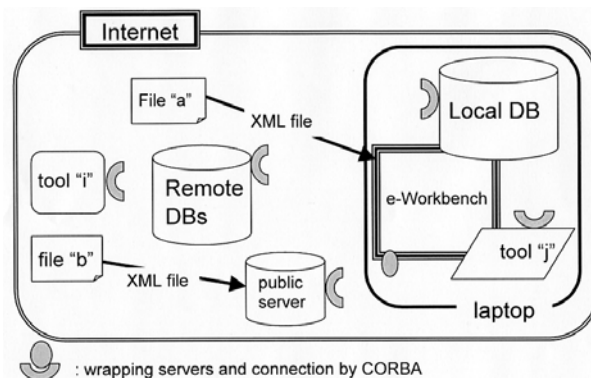 Internet
File "a"
XML file
Local DB
tool "i"
Remote
DBs
e-Workbench
file "b"
XML file
public
server
tool "j"
laptop
: wrapping servers and connection by CORBA